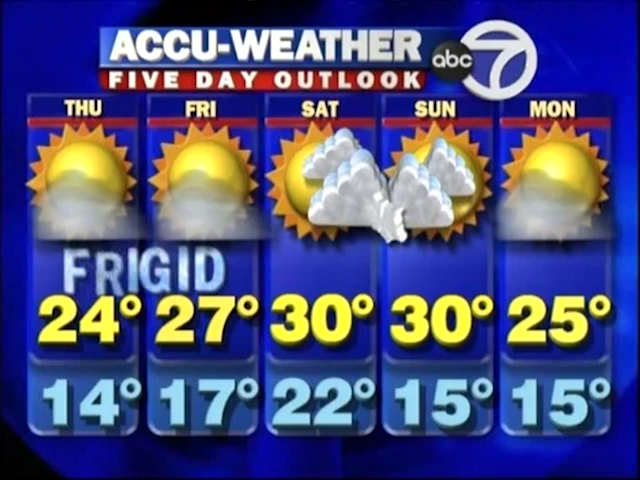 ACCU-WEATHER abc 7
FIVE DAY OUTLOOK
THU FRI SAT SUN MON
FRIGID
24° 27° 30° 30° 25°
14° 17° 22° 15° 15°